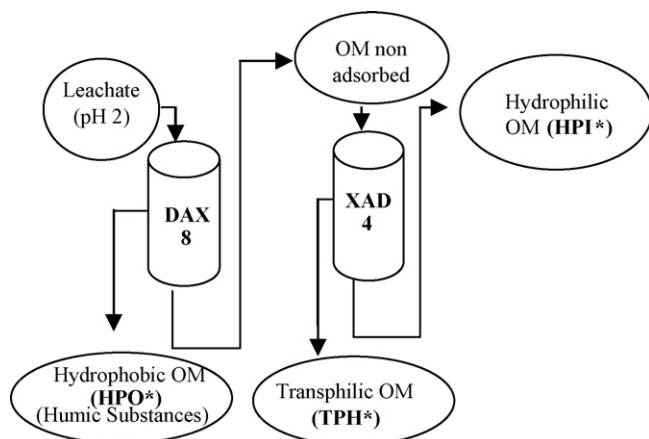 Leachate
(pH 2)
DAX
8
OM non
adsorbed
XAD
4
Hydrophilic
OM (HPI*)
Hydrophobic OM
(HPO*)
(Humic Substances)
Transphilic OM
(TPH*)